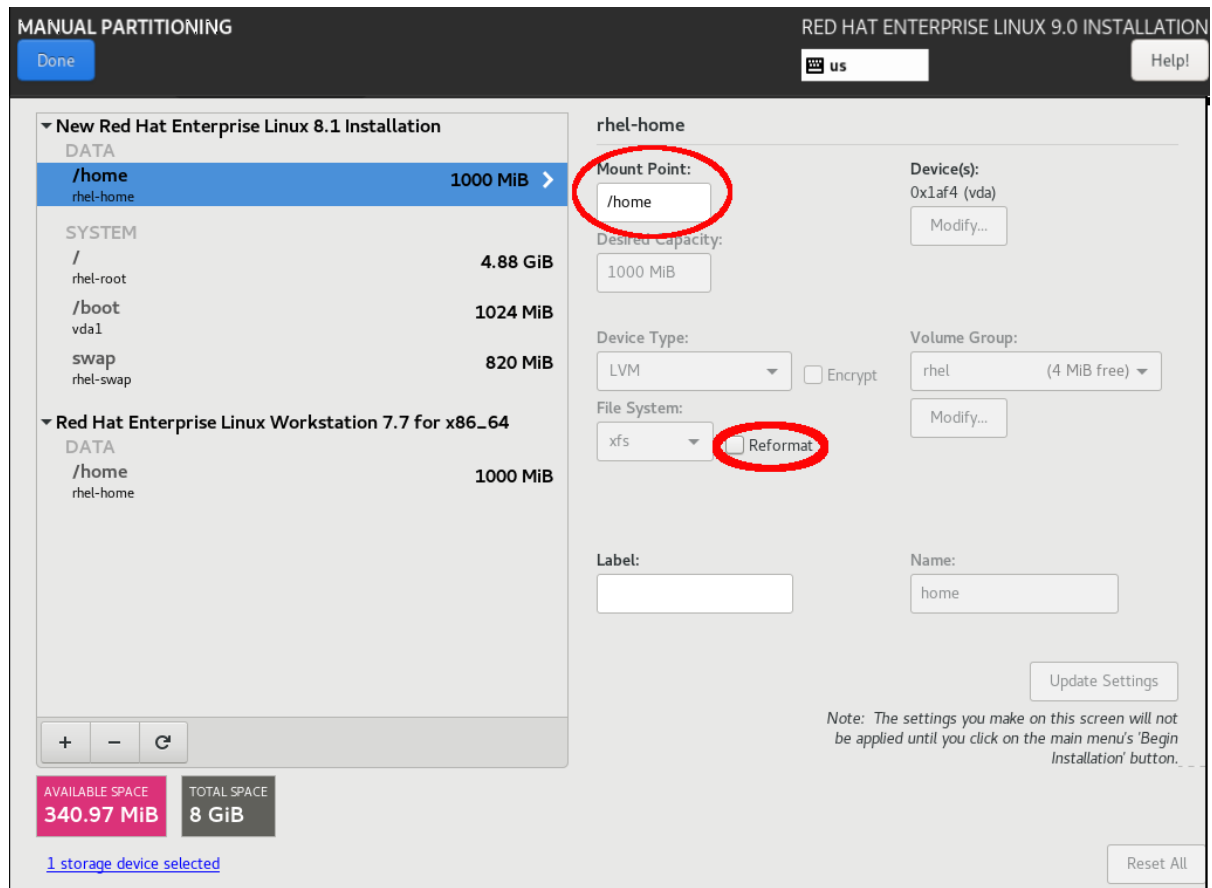 MANUAL PARTITIONING
RED HAT ENTERPRISE LINUX 9.0 INSTALLATION
Done
us
Help!
New Red Hat Enterprise Linux 8.1 Installation
DATA
/home
1000 MiB
rhel-home
SYSTEM
/
4.88 GiB
rhel-root
/boot
1024 MiB
vda1
swap
820 MiB
rhel-swap
Red Hat Enterprise Linux Workstation 7.7 for x86_64
DATA
/home
1000 MiB
rhel-home
+ −
AVAILABLE SPACE
340.97 MiB
TOTAL SPACE
8 GiB
1 storage device selected
rhel-home
Mount Point:
/home
Device(s):
0x1af4 (vda)
Modify...
Desired Capacity:
1000 MiB
Device Type:
LVM
Encrypt
Volume Group:
rhel (4 MiB free)
Modify...
File System:
xfs
Reformat
Label:
Name:
home
Update Settings
Note: The settings you make on this screen will not
be applied until you click on the main menu's 'Begin
Installation' button.
Reset All